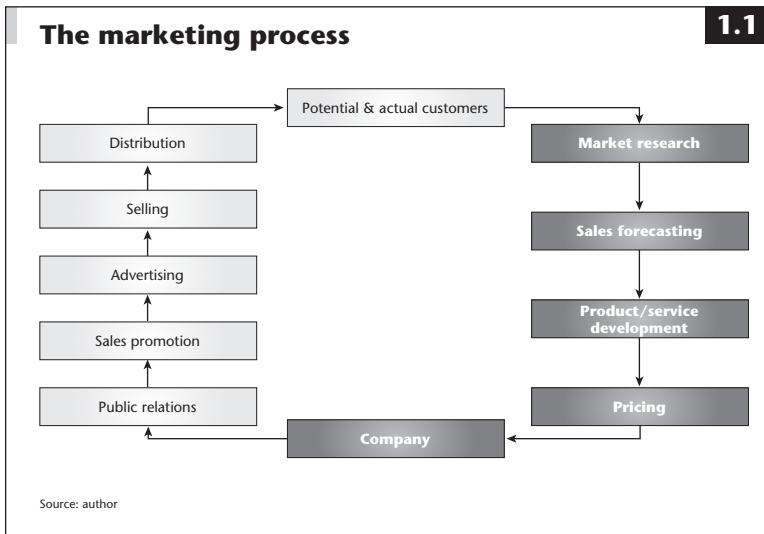 The marketing process
1.1
Potential & actual customers
Distribution
Market research
Selling
Sales forecasting
Advertising
Product/service
development
Sales promotion
Public relations
Pricing
Company
Source: author